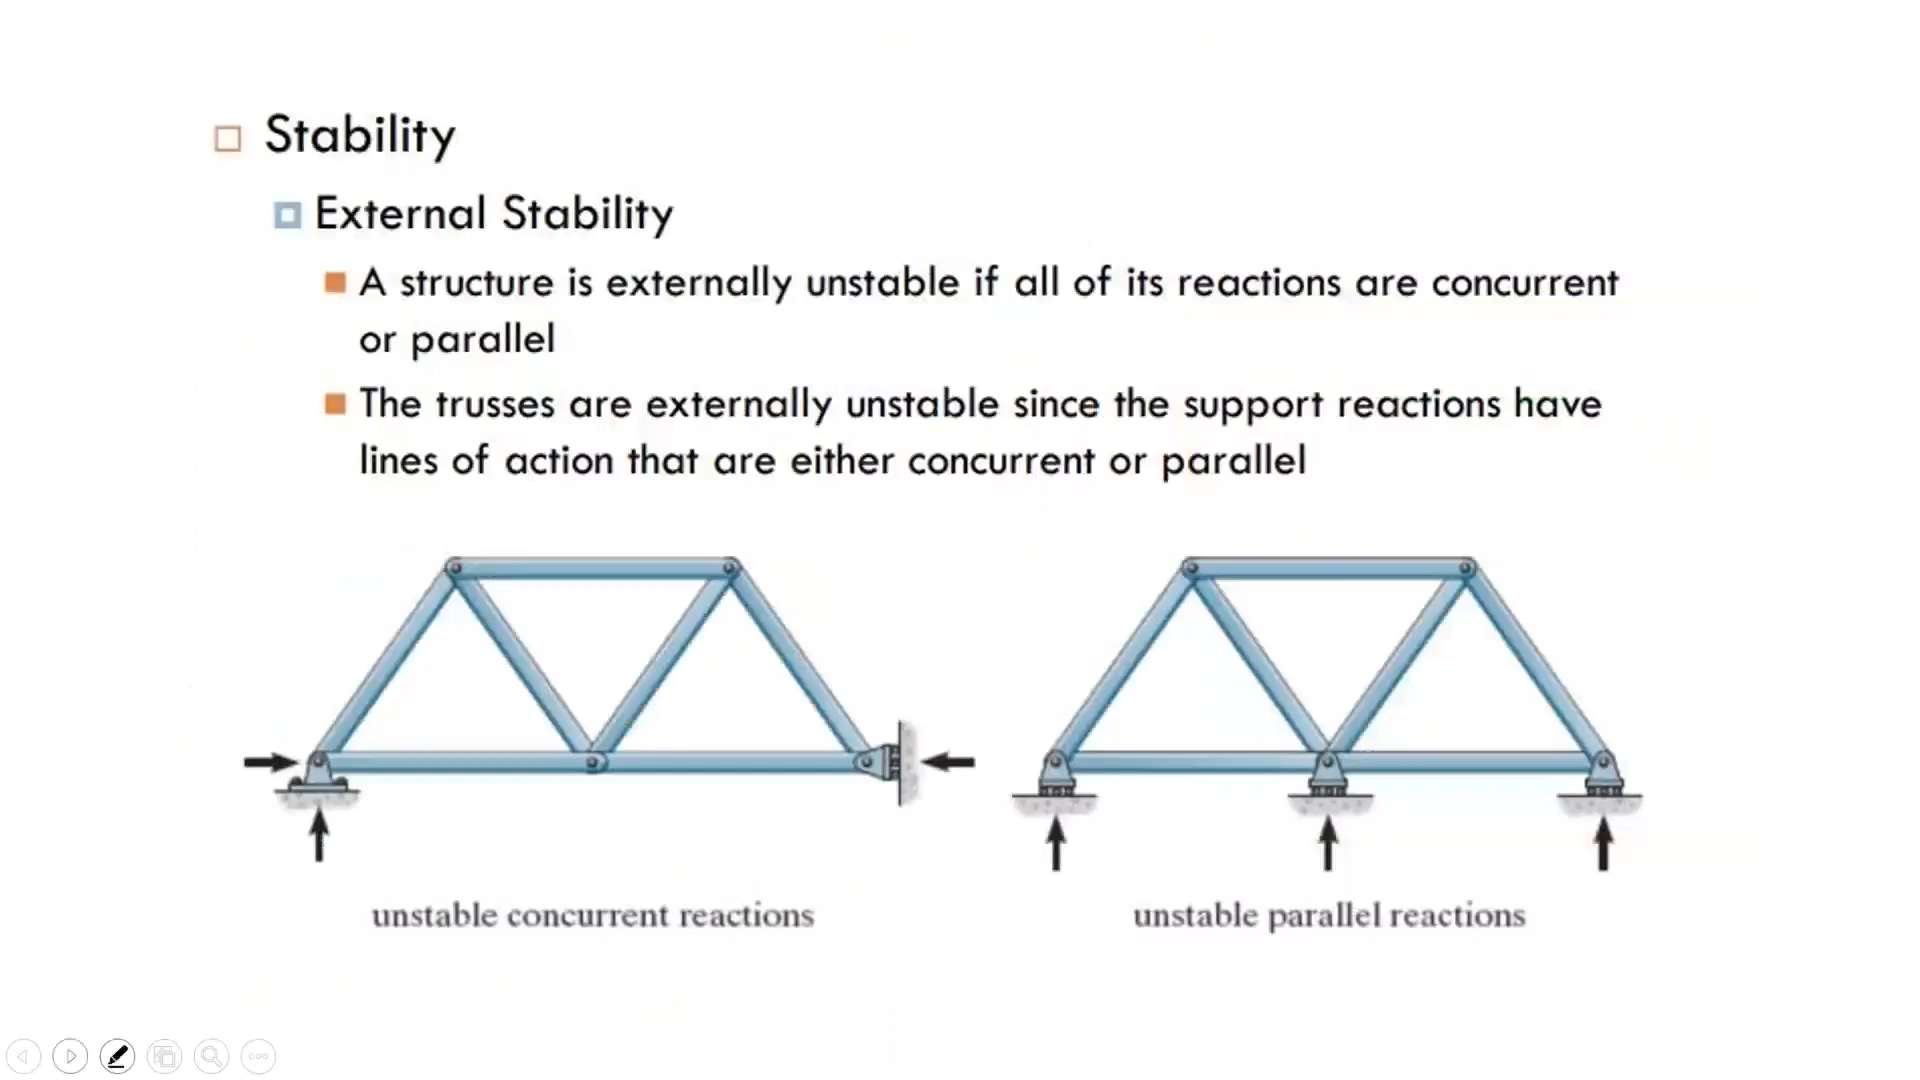 Stability
External Stability
A structure is externally unstable if all of its reactions are concurrent
or parallel
The trusses are externally unstable since the support reactions have
lines of action that are either concurrent or parallel
unstable concurrent reactions
unstable parallel reactions